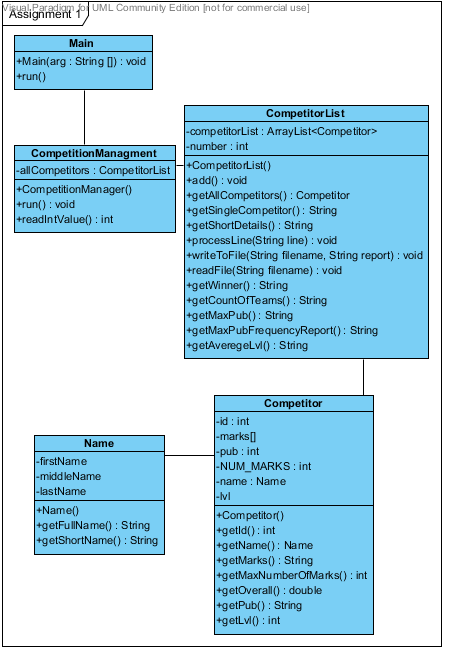 Visual Paradigm for UML Community Edition [not for commercial use]
Assignment 1
Main
+Main(arg : String []) : void
+run()
CompetitionManagment
-allCompetitors : CompetitorList
+CompetitionManager()
+run() : void
+readIntValue() : int
CompetitorList
-competitorList : ArrayList<Competitor>
-number : int
+CompetitorList()
+add() : void
+getAllCompetitors() : Competitor
+getSingleCompetitor() : String
+getShortDetails() : String
+processLine(String line) : void
+writeToFile(String filename, String report) : void
+readFile(String filename) : void
+getWinner() : String
+getCountOfTeams() : String
+getMaxPub() : String
+getMaxPubFrequencyReport() : String
+getAveregeLvl() : String
Name
-firstName
-middleName
-lastName
+Name()
+getFullName() : String
+getShortName() : String
Competitor
-id : int
-marks[]
-pub : int
-NUM_MARKS : int
-name : Name
-lvl
+Competitor()
+getId() : int
+getName() : Name
+getMarks() : String
+getMaxNumberOfMarks() : int
+getOverall() : double
+getPub() : String
+getLvl() : int